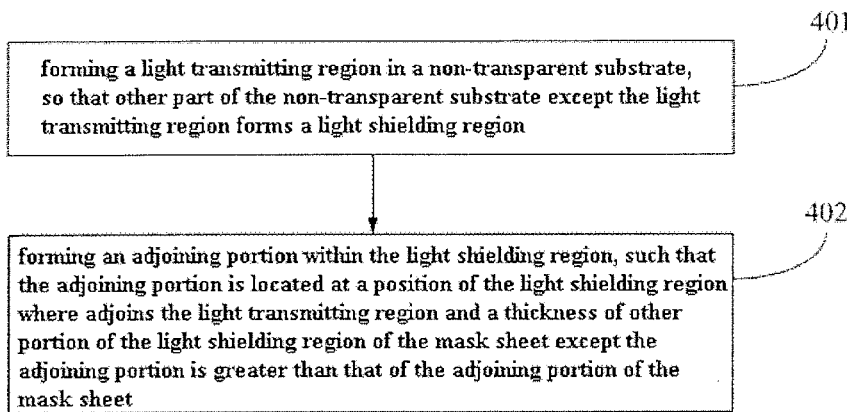 401
forming a light transmitting region in a non-transparent substrate,
so that other part of the non-transparent substrate except the light
transmitting region forms a light shielding region
402
forming an adjoining portion within the light shielding region, such that
the adjoining portion is located at a position of the light shielding region
where adjoins the light transmitting region and a thickness of other
portion of the light shielding region of the mask sheet except the
adjoining portion is greater than that of the adjoining portion of the
mask sheet